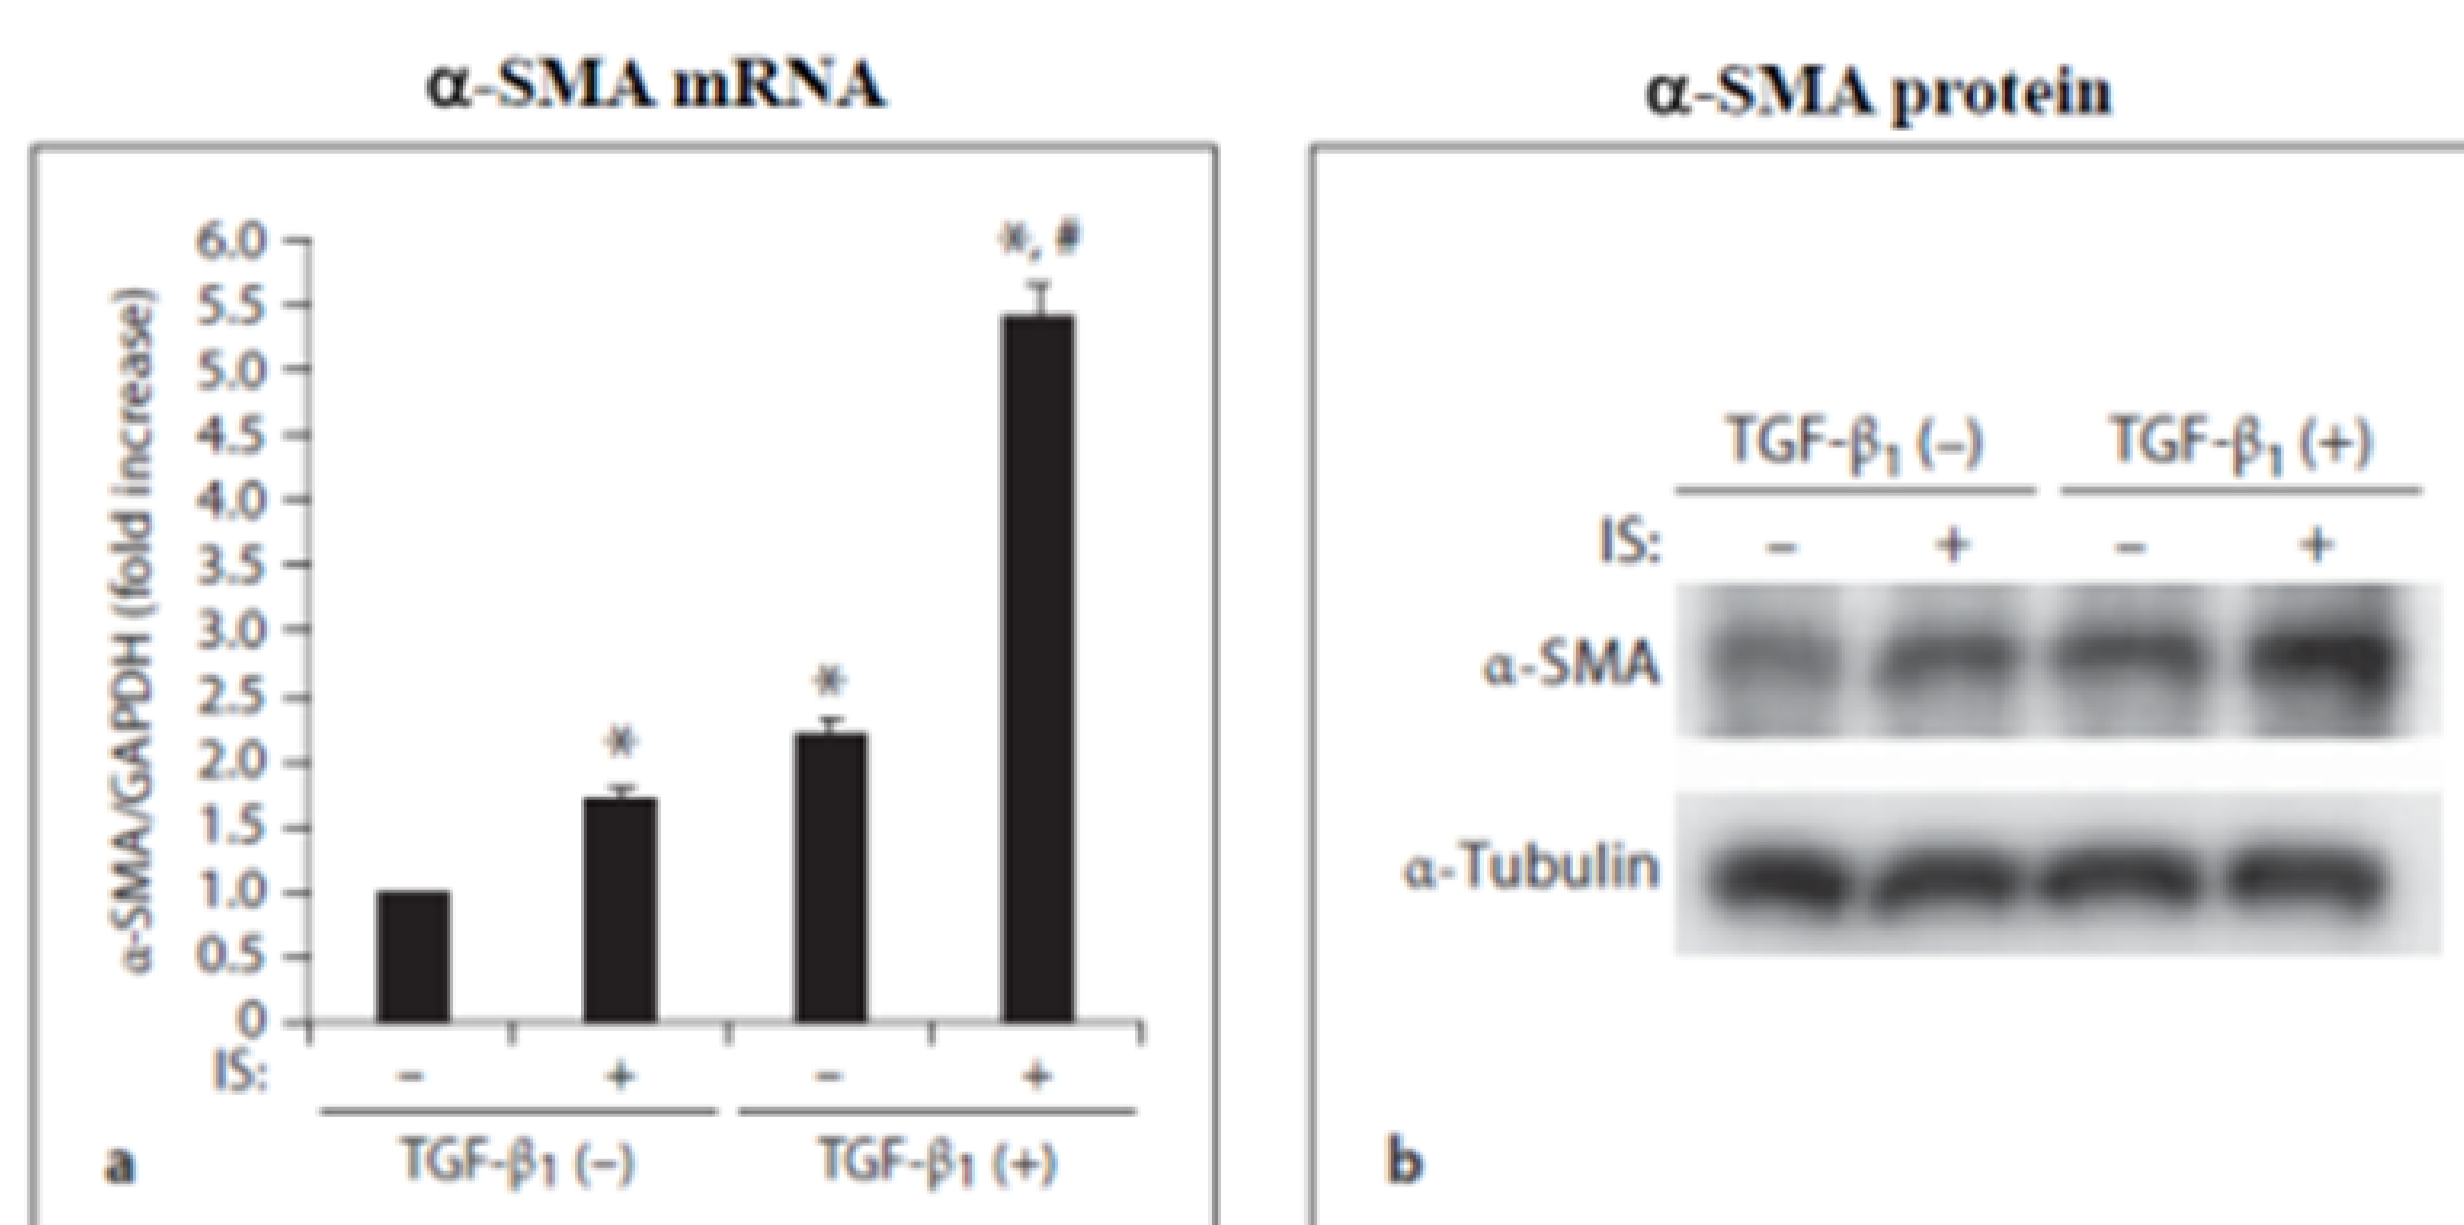 α-SMA mRNA
α-SMA/GAPDH (fold increase)
6.0
5.5
5.0
4.5
4.0
3.5
3.0
2.5
2.0
1.5
1.0
0.5
0
*
*
*, #
IS: – + – +
TGF-β1 (–) TGF-β1 (+)
a
α-SMA protein
TGF-β1 (–) TGF-β1 (+)
IS: – + – +
α-SMA
α-Tubulin
b